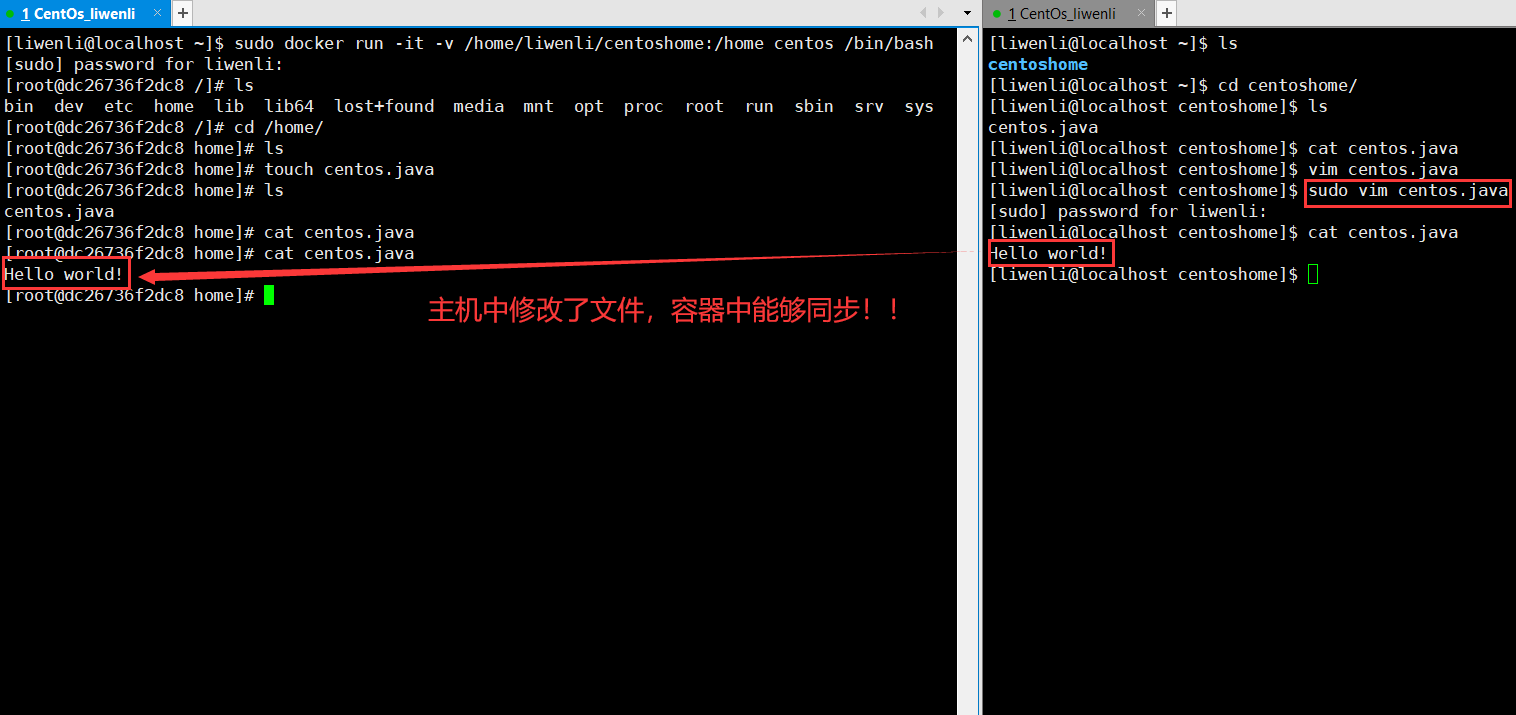 1 CentOs_liwenli × +
[liwenli@localhost ~]$ sudo docker run -it -v /home/liwenli/centoshome:/home centos /bin/bash
[sudo] password for liwenli:
[root@dc26736f2dc8 /]# ls
bin  dev  etc  home  lib  lib64  lost+found  media  mnt  opt  proc  root  run  sbin  srv  sys
[root@dc26736f2dc8 /]# cd /home/
[root@dc26736f2dc8 home]# ls
[root@dc26736f2dc8 home]# touch centos.java
[root@dc26736f2dc8 home]# ls
centos.java
[root@dc26736f2dc8 home]# cat centos.java
[root@dc26736f2dc8 home]# cat centos.java
Hello world!
[root@dc26736f2dc8 home]#
主机中修改了文件，容器中能够同步！！
1 CentOs_liwenli × +
[liwenli@localhost ~]$ ls
centoshome
[liwenli@localhost ~]$ cd centoshome/
[liwenli@localhost centoshome]$ ls
centos.java
[liwenli@localhost centoshome]$ cat centos.java
[liwenli@localhost centoshome]$ vim centos.java
[liwenli@localhost centoshome]$ sudo vim centos.java
[sudo] password for liwenli:
[liwenli@localhost centoshome]$ cat centos.java
Hello world!
[liwenli@localhost centoshome]$